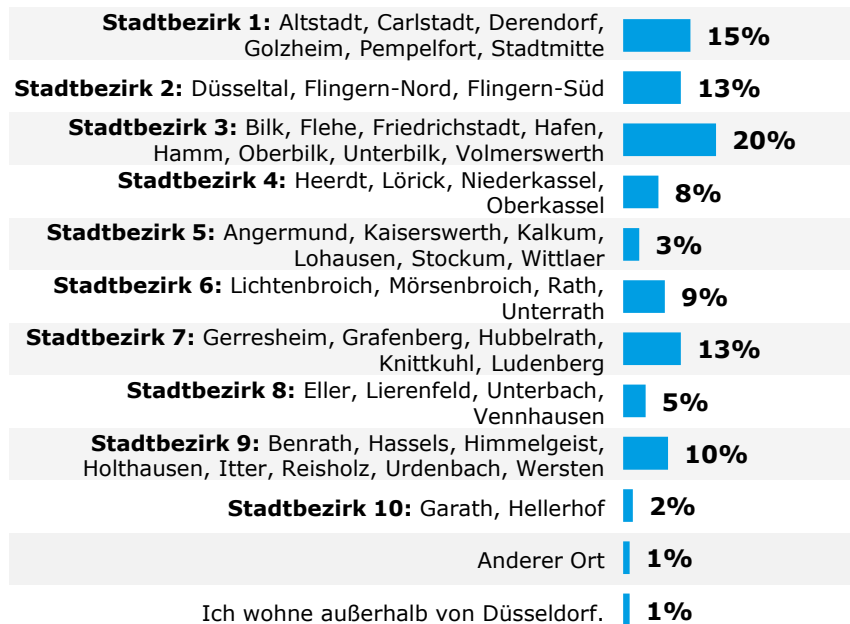 Stadtbezirk 1: Altstadt, Carlstadt, Derendorf,
Golzheim, Pempelfort, Stadtmitte
15%
Stadtbezirk 2: Düsseltal, Flingern-Nord, Flingern-Süd
13%
Stadtbezirk 3: Bilk, Flehe, Friedrichstadt, Hafen,
Hamm, Oberbilk, Unterbilk, Volmerswerth
20%
Stadtbezirk 4: Heerdt, Lörick, Niederkassel,
Oberkassel
8%
Stadtbezirk 5: Angermund, Kaiserswerth, Kalkum,
Lohausen, Stockum, Wittlaer
3%
Stadtbezirk 6: Lichtenbroich, Mörsenbroich, Rath,
Unterrath
9%
Stadtbezirk 7: Gerresheim, Grafenberg, Hubbelrath,
Knittkuhl, Ludenberg
13%
Stadtbezirk 8: Eller, Lierenfeld, Unterbach,
Vennhausen
5%
Stadtbezirk 9: Benrath, Hassels, Himmelgeist,
Holthausen, Itter, Reisholz, Urdenbach, Wersten
10%
Stadtbezirk 10: Garath, Hellerhof
2%
Anderer Ort
1%
Ich wohne außerhalb von Düsseldorf.
1%